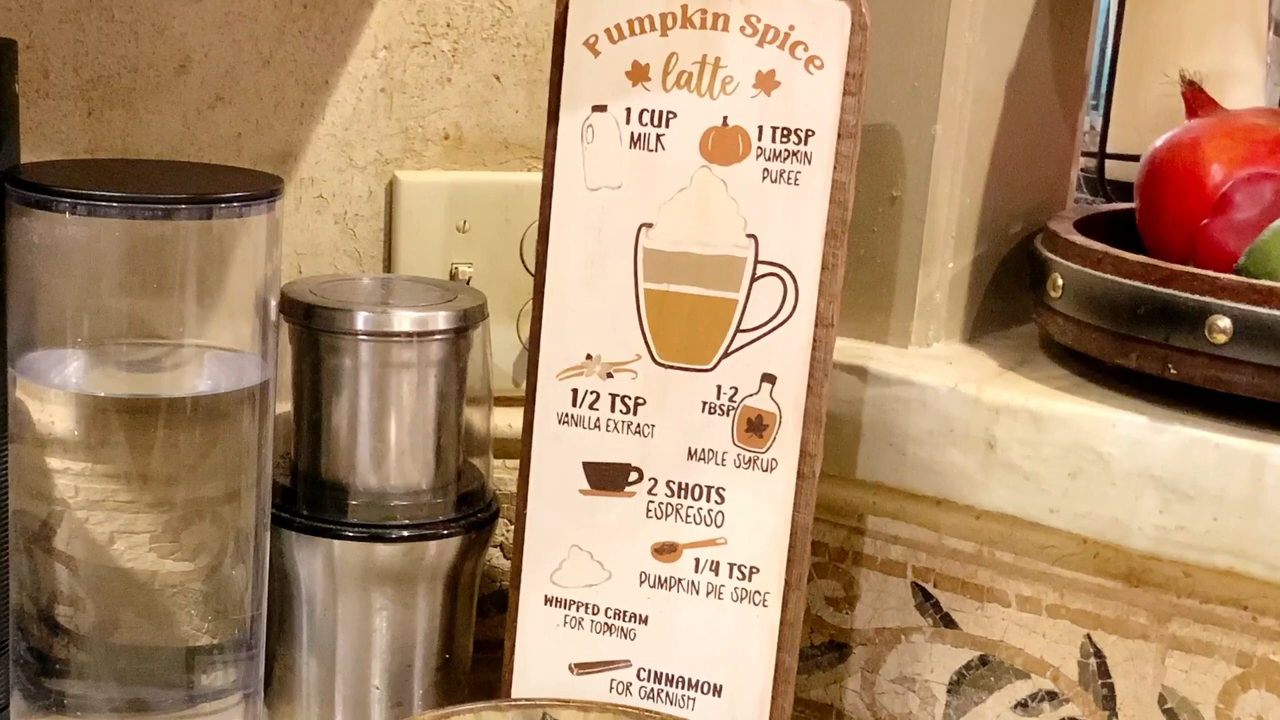 Pumpkin Spice
latte
1 CUP
MILK
1 TBSP
PUMPKIN
PUREE
1/2 TSP
VANILLA EXTRACT
1-2
TBSP
MAPLE SYRUP
2 SHOTS
ESPRESSO
1/4 TSP
PUMPKIN PIE SPICE
WHIPPED CREAM
FOR TOPPING
CINNAMON
FOR GARNISH